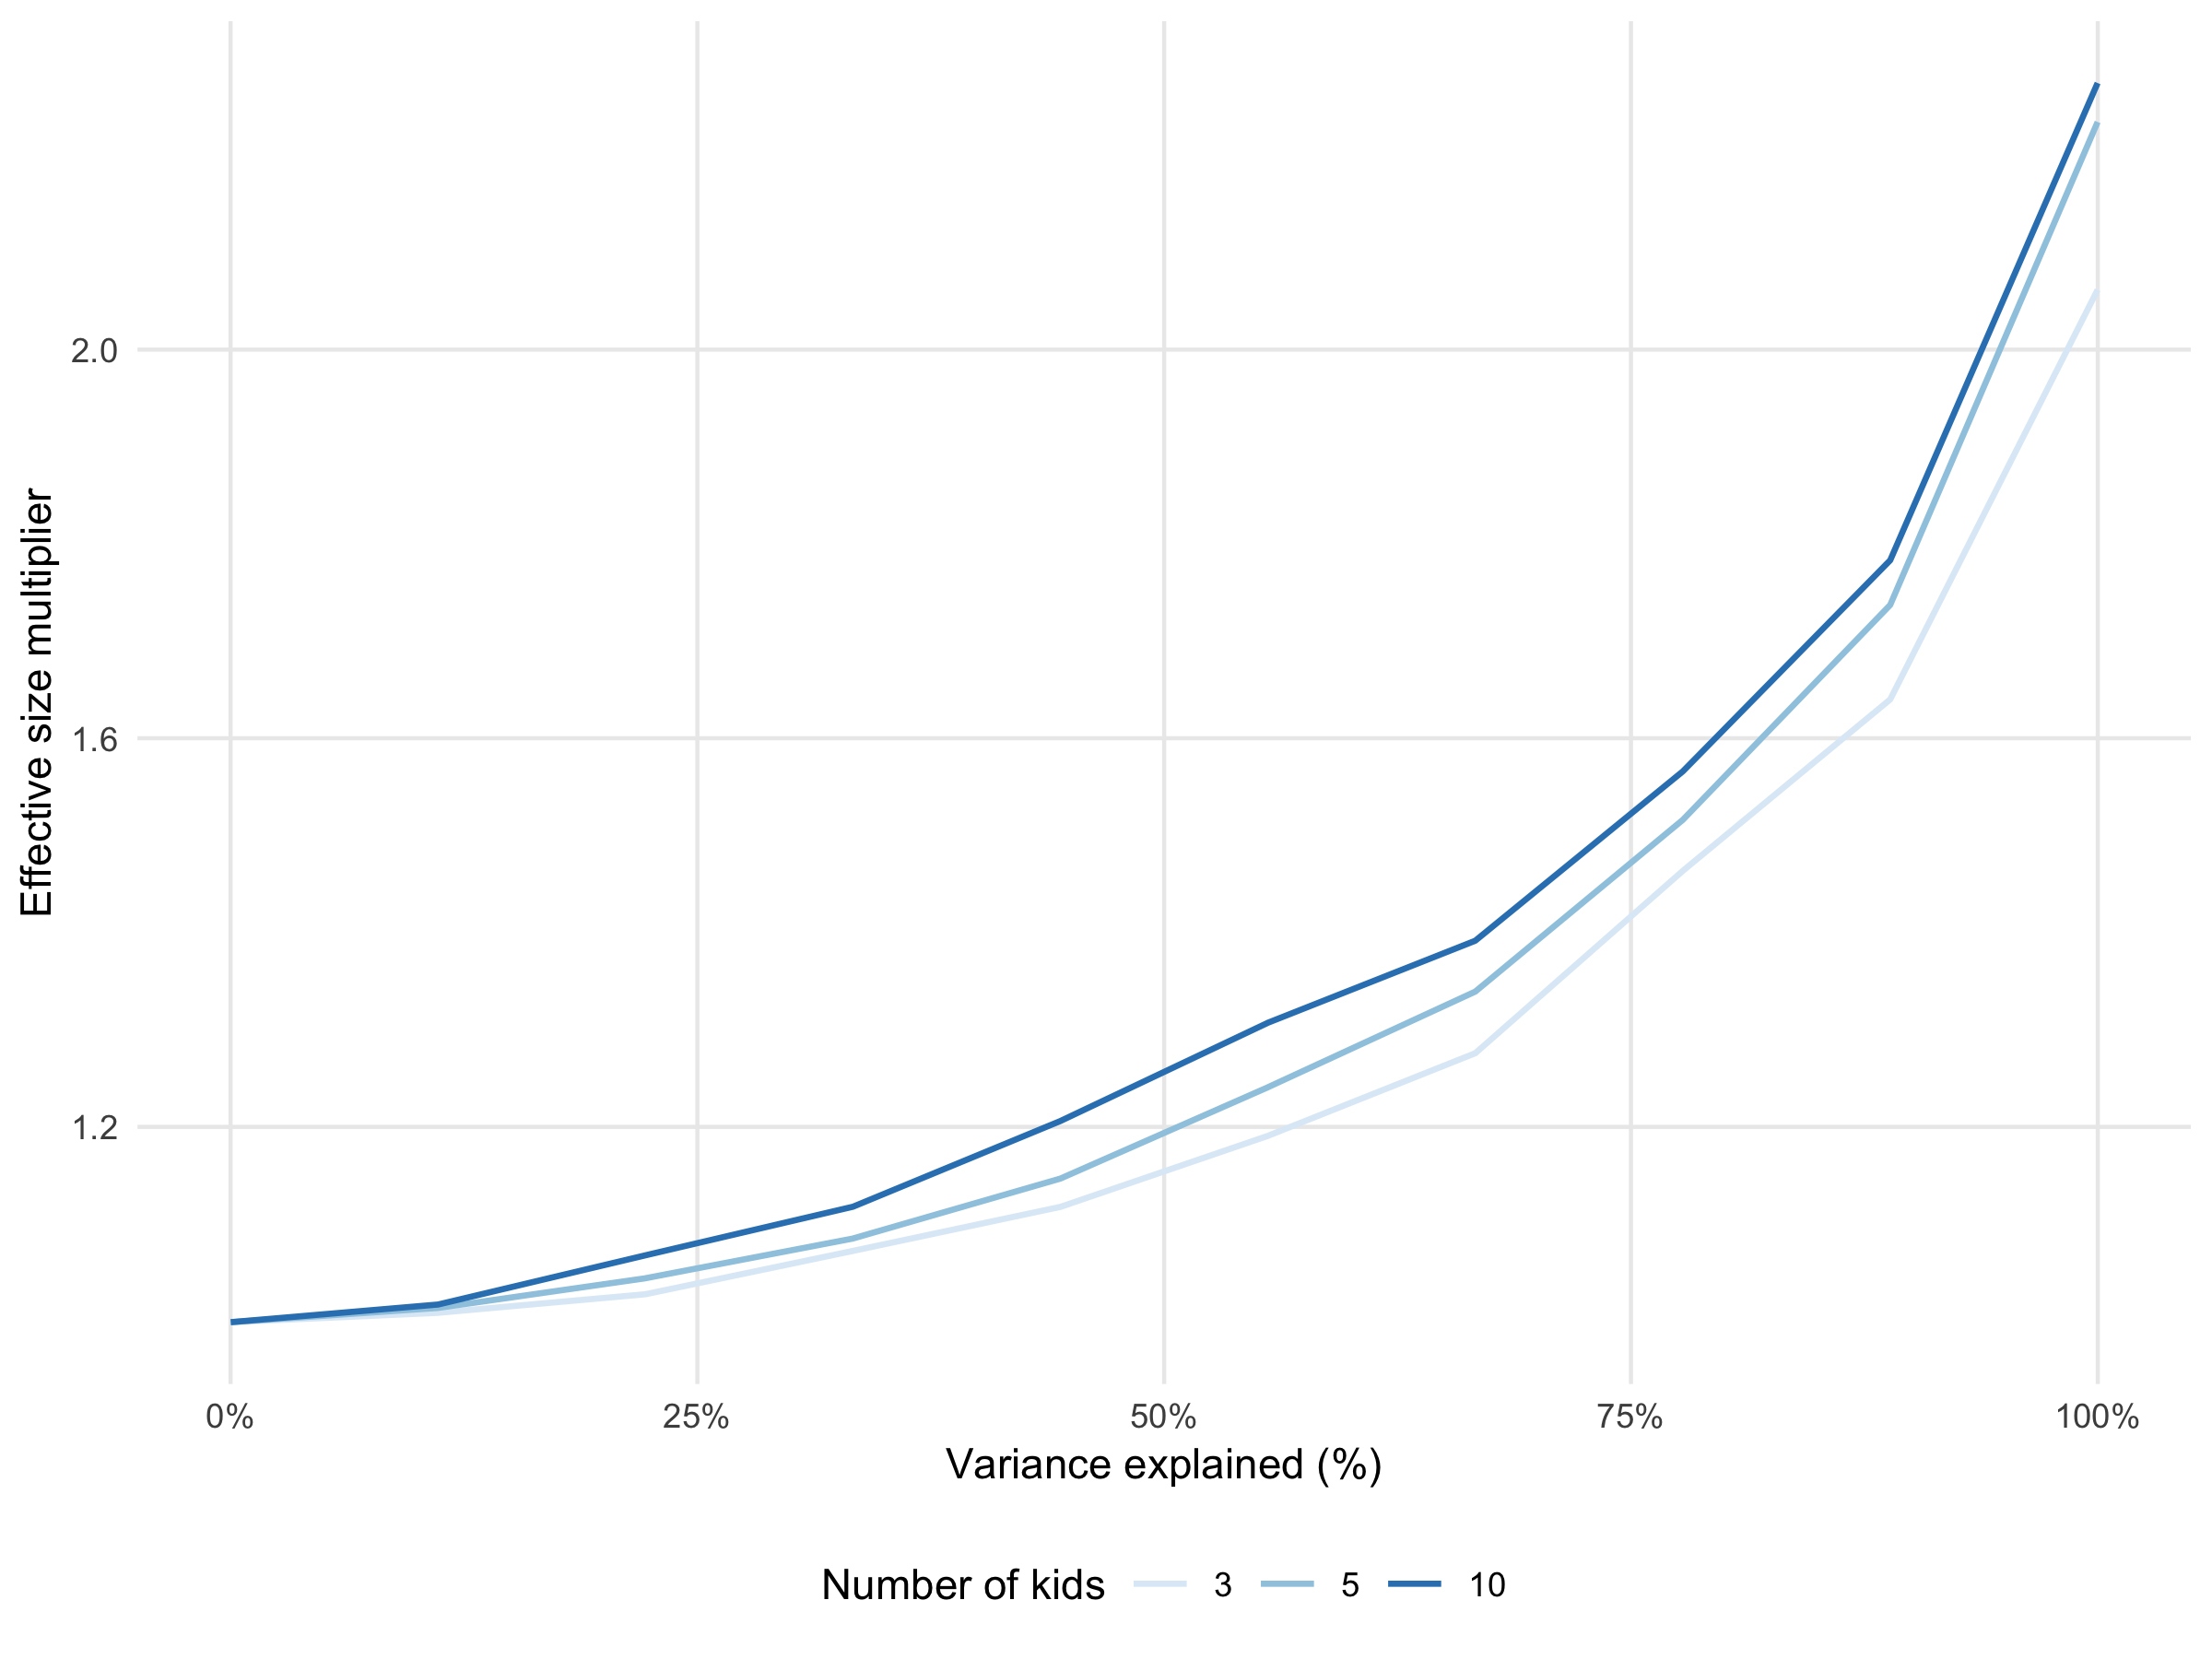 Effective size multiplier
2.0
1.6
1.2
0% 25% 50% 75% 100%
Variance explained (%)
Number of kids 3 5 10